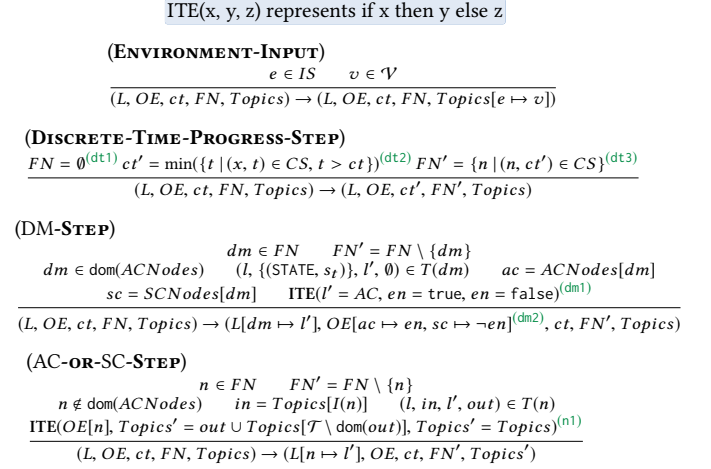 ITE(x, y, z) represents if x then y else z
(Environment-Input)
e ∈ IS v ∈ 𝒱
(L, OE, ct, FN, Topics) → (L, OE, ct, FN, Topics[e ↦ v])
(Discrete-Time-Progress-Step)
FN = ∅(dt1) ct′ = min({t | (x, t) ∈ CS, t > ct})(dt2) FN′ = {n | (n, ct′) ∈ CS}(dt3)
(L, OE, ct, FN, Topics) → (L, OE, ct′, FN′, Topics)
(DM-Step)
dm ∈ FN FN′ = FN \ {dm}
dm ∈ dom(ACNodes) (l, {(STATE, sₜ)}, l′, ∅) ∈ T(dm) ac = ACNodes[dm]
sc = SCNodes[dm] ITE(l′ = AC, en = true, en = false)(dm1)
(L, OE, ct, FN, Topics) → (L[dm ↦ l′], OE[ac ↦ en, sc ↦ ¬en](dm2), ct, FN′, Topics)
(AC-or-SC-Step)
n ∈ FN FN′ = FN \ {n}
n ∉ dom(ACNodes) in = Topics[I(n)] (l, in, l′, out) ∈ T(n)
ITE(OE[n], Topics′ = out ∪ Topics[𝒯 \ dom(out)], Topics′ = Topics)(n1)
(L, OE, ct, FN, Topics) → (L[n ↦ l′], OE, ct, FN′, Topics′)